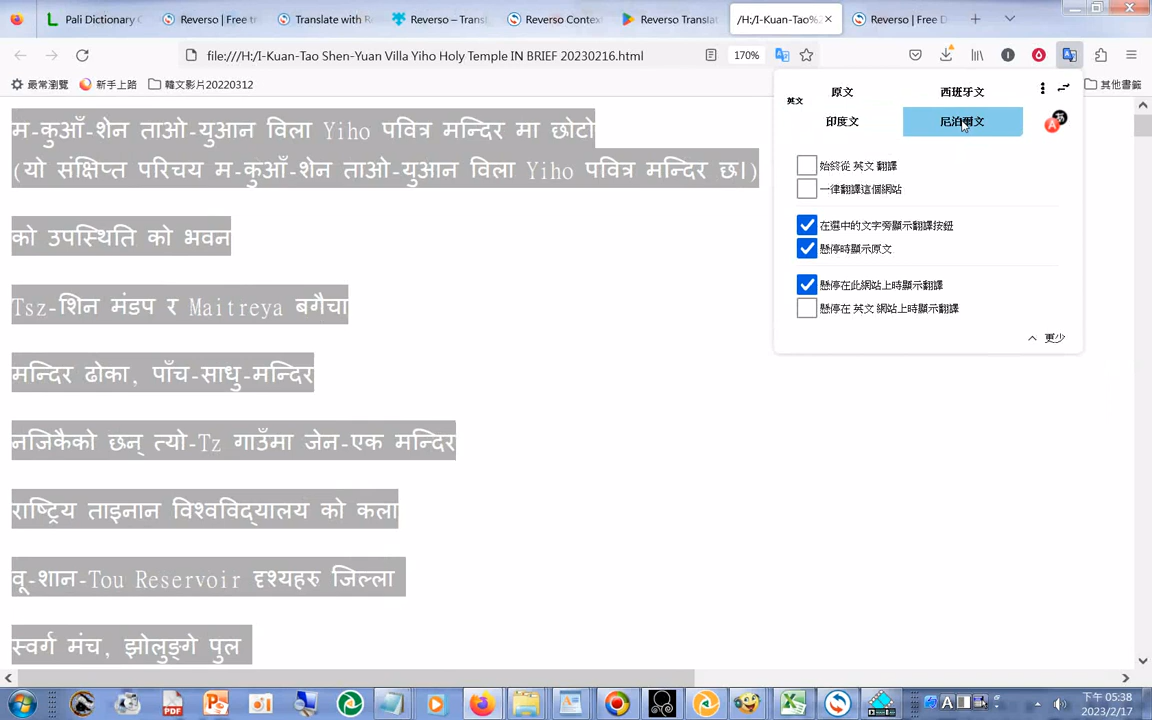 Pali Dictionary
Reverso | Free t
Translate with R
Reverso – Trans
Reverso Contex
Reverso Transla
/H:/I-Kuan-Tao%2
Reverso | Free D
file:///H:/I-Kuan-Tao Shen-Yuan Villa Yiho Holy Temple IN BRIEF 20230216.html
170%
最常瀏覽
新手上路
韓文影片20220312
其他書籤
英文
原文
西班牙文
印度文
尼泊爾文
始終從 英文 翻譯
一律翻譯這個網站
在選中的文字旁顯示翻譯按鈕
懸停時顯示原文
懸停在此網站上時顯示翻譯
懸停在 英文 網站上時顯示翻譯
更少
म-कुआँ-शेन ताओ-युआन विला Yiho पवित्र मन्दिर मा छोटो
(यो संक्षिप्त परिचय म-कुआँ-शेन ताओ-युआन विला Yiho पवित्र मन्दिर छ।)
को उपस्थिति को भवन
Tsz-शिन मंडप र Maitreya बगैचा
मन्दिर ढोका, पाँच-साधु-मन्दिर
नजिकैको छन् त्यो-Tz गाउँमा जेन-एक मन्दिर
राष्ट्रिय ताइनान विश्वविद्यालय को कला
वू-शान-Tou Reservoir दृश्यहरु जिल्ला
स्वर्ग मंच, झोलुङ्गे पुल
下午 05:38
2023/2/17